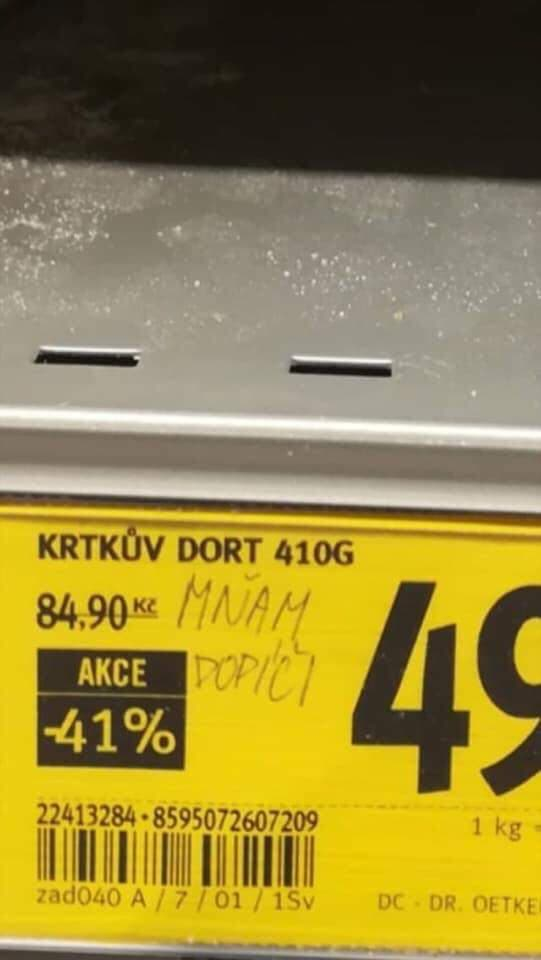 KRTKŮV DORT 410G
84,90 Kč MŇAM
DOPÍČI
AKCE
-41%
49
22413284-8595072607209
1 kg =
zad040 A / 7 / 01 / 1Sv
DC - DR. OETKE